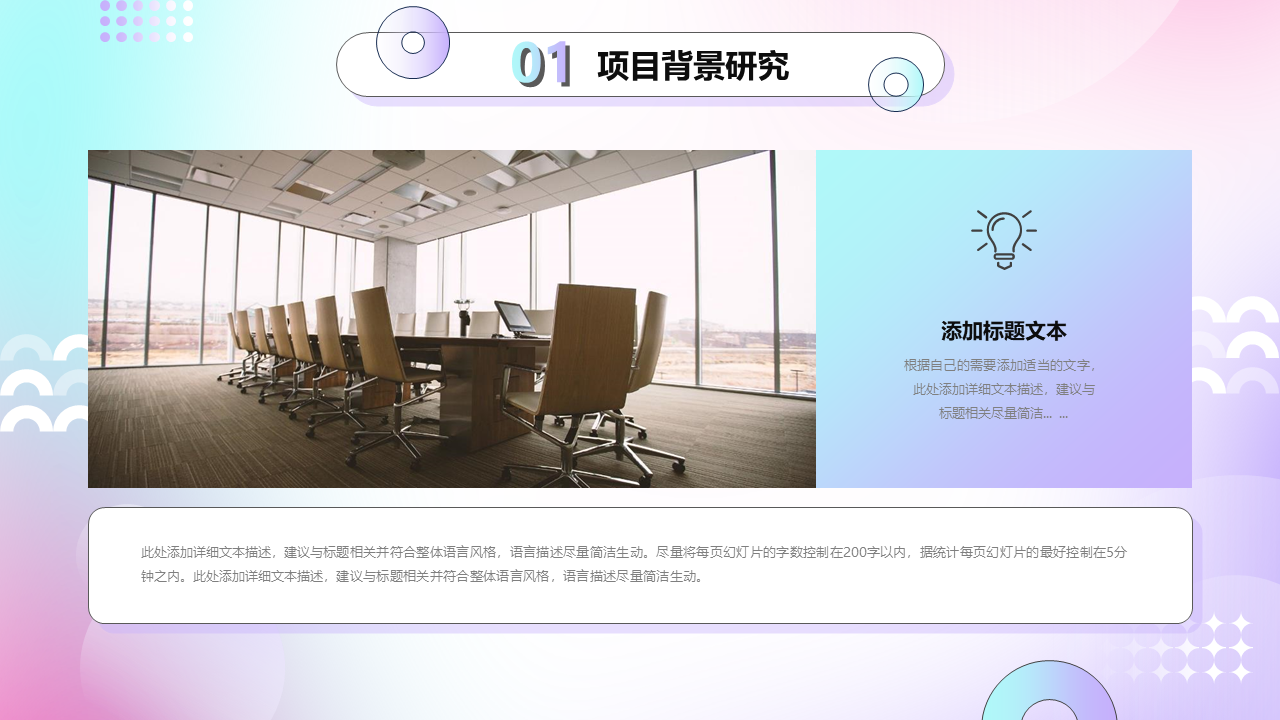 01 项目背景研究
添加标题文本
根据自己的需要添加适当的文字，
此处添加详细文本描述，建议与
标题相关尽量简洁... ...
此处添加详细文本描述，建议与标题相关并符合整体语言风格，语言描述尽量简洁生动。尽量将每页幻灯片的字数控制在200字以内，据统计每页幻灯片的最好控制在5分
钟之内。此处添加详细文本描述，建议与标题相关并符合整体语言风格，语言描述尽量简洁生动。